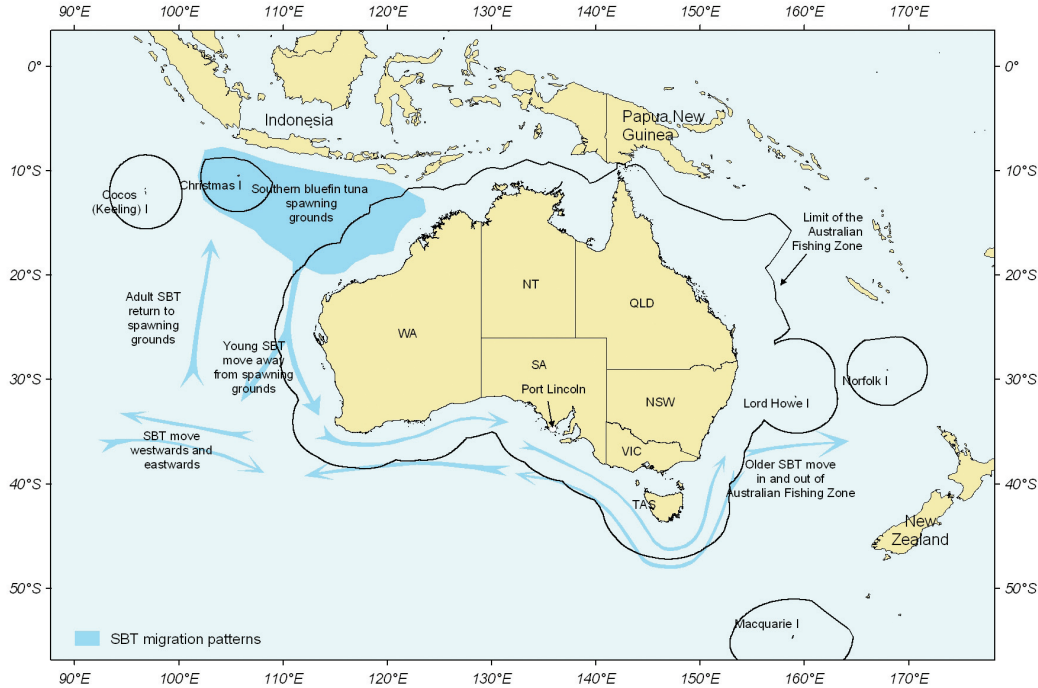 90°E 100°E 110°E 120°E 130°E 140°E 150°E 160°E 170°E
0° 0°
Indonesia
Papua New
Guinea
10°S 10°S
Christmas I
Cocos
(Keeling) I
Southern bluefin tuna
spawning
grounds
Limit of the
Australian
Fishing Zone
20°S 20°S
Adult SBT
return to
spawning
grounds
NT
QLD
WA
Young SBT
move away
from spawning
grounds
SA
Port Lincoln
30°S 30°S
Norfolk I
Lord Howe I
NSW
SBT move
westwards and
eastwards
VIC
Older SBT move
in and out of
Australian Fishing Zone
40°S 40°S
TAS
New
Zealand
50°S 50°S
Macquarie I
SBT migration patterns
90°E 100°E 110°E 120°E 130°E 140°E 150°E 160°E 170°E